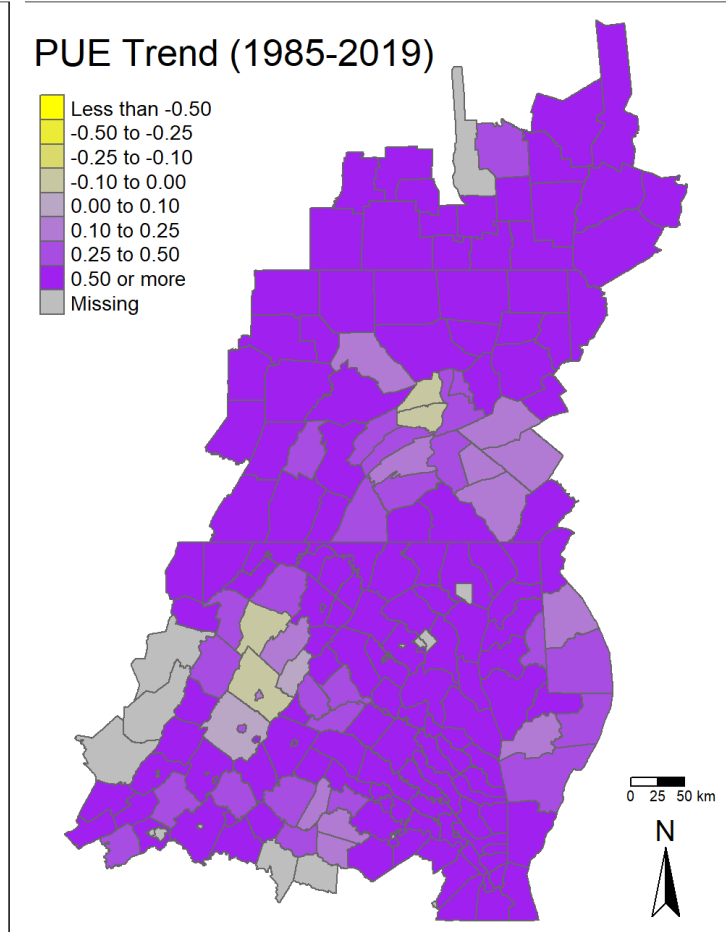 PUE Trend (1985-2019)
Less than -0.50
-0.50 to -0.25
-0.25 to -0.10
-0.10 to 0.00
0.00 to 0.10
0.10 to 0.25
0.25 to 0.50
0.50 or more
Missing
0 25 50 km
N